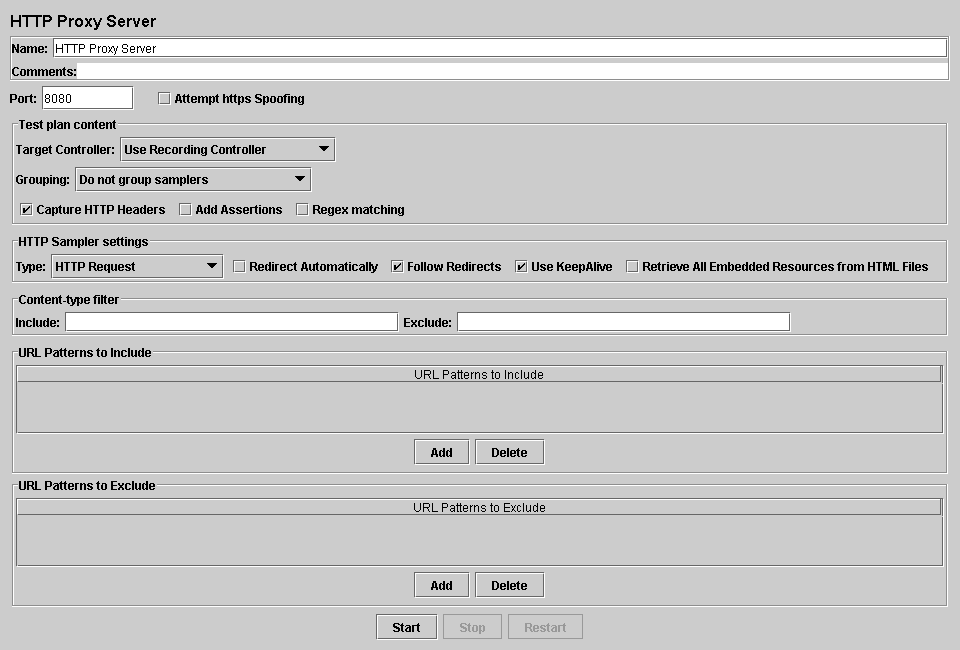 HTTP Proxy Server
Name: HTTP Proxy Server
Comments:
Port: 8080 Attempt https Spoofing
Test plan content
Target Controller: Use Recording Controller
Grouping: Do not group samplers
Capture HTTP Headers Add Assertions Regex matching
HTTP Sampler settings
Type: HTTP Request Redirect Automatically Follow Redirects Use KeepAlive Retrieve All Embedded Resources from HTML Files
Content-type filter
Include: Exclude:
URL Patterns to Include
URL Patterns to Include
Add Delete
URL Patterns to Exclude
URL Patterns to Exclude
Add Delete
Start Stop Restart